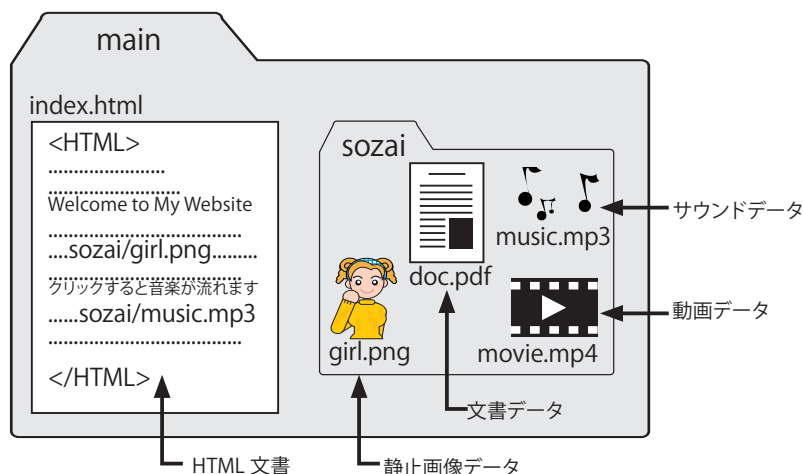 main
index.html
<HTML>
.......................
..........................
Welcome to My Website
......................................
....sozai/girl.png.........
......................................
クリックすると音楽が流れます
......sozai/music.mp3
......................................
</HTML>
sozai
doc.pdf
music.mp3
girl.png
movie.mp4
サウンドデータ
動画データ
文書データ
HTML 文書
静止画像データ